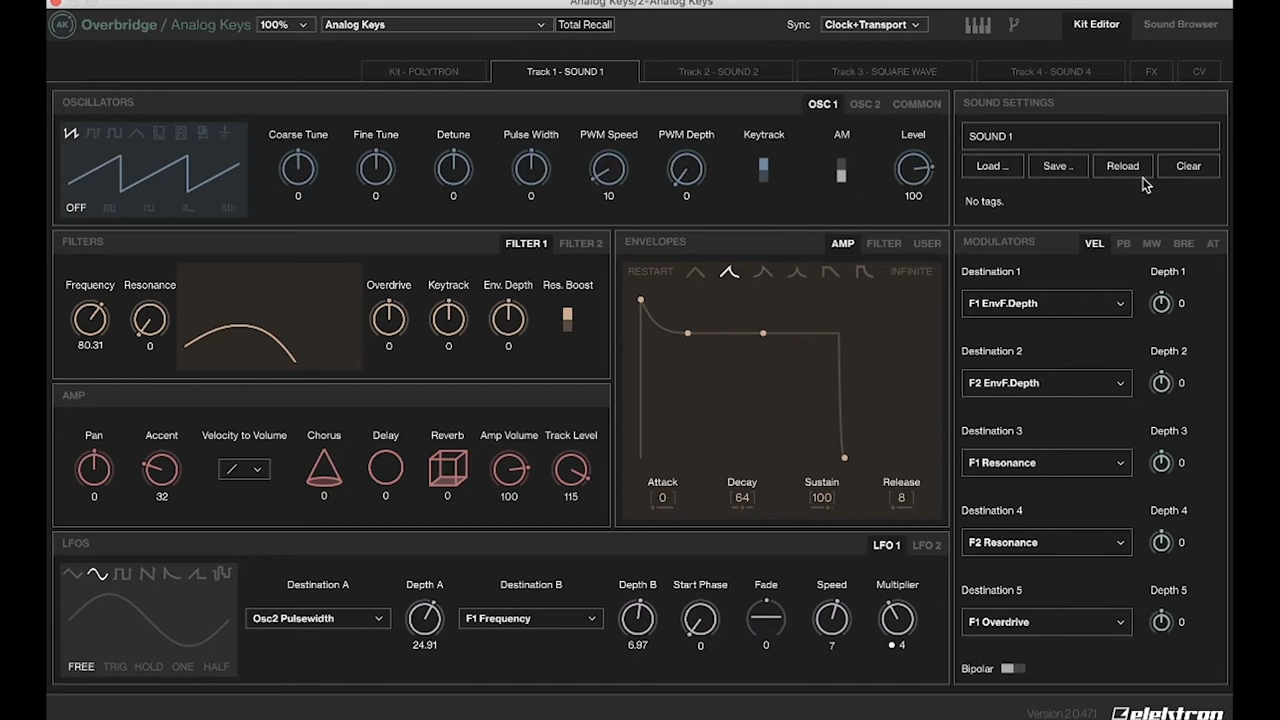 Analog Keys/2-Analog Keys
AK Overbridge / Analog Keys 100% Analog Keys Total Recall Sync Clock+Transport Kit Editor Sound Browser
Kit - POLYTRON Track 1 - SOUND 1 Track 2 - SOUND 2 Track 3 - SQUARE WAVE Track 4 - SOUND 4 FX CV
OSCILLATORS OSC 1 OSC 2 COMMON
Coarse Tune Fine Tune Detune Pulse Width PWM Speed PWM Depth Keytrack AM Level
0 0 0 0 10 0 100
OFF 5th
SOUND SETTINGS
SOUND 1
Load ... Save .. Reload Clear
No tags.
FILTERS FILTER 1 FILTER 2
Frequency Resonance Overdrive Keytrack Env. Depth Res. Boost
80.31 0 0 0 0
AMP
Pan Accent Velocity to Volume Chorus Delay Reverb Amp Volume Track Level
0 32 0 0 0 100 115
ENVELOPES AMP FILTER USER
RESTART INFINITE
Attack Decay Sustain Release
0 64 100 8
MODULATORS VEL PB MW BRE AT
Destination 1 Depth 1
F1 EnvF.Depth 0
Destination 2 Depth 2
F2 EnvF.Depth 0
Destination 3 Depth 3
F1 Resonance 0
Destination 4 Depth 4
F2 Resonance 0
Destination 5 Depth 5
F1 Overdrive 0
Bipolar
LFOS LFO 1 LFO 2
Destination A Depth A Destination B Depth B Start Phase Fade Speed Multiplier
Osc2 Pulsewidth F1 Frequency
24.91 6.97 0 0 7 4
FREE TRIG HOLD ONE HALF
Version 2.0.47.1 elektron